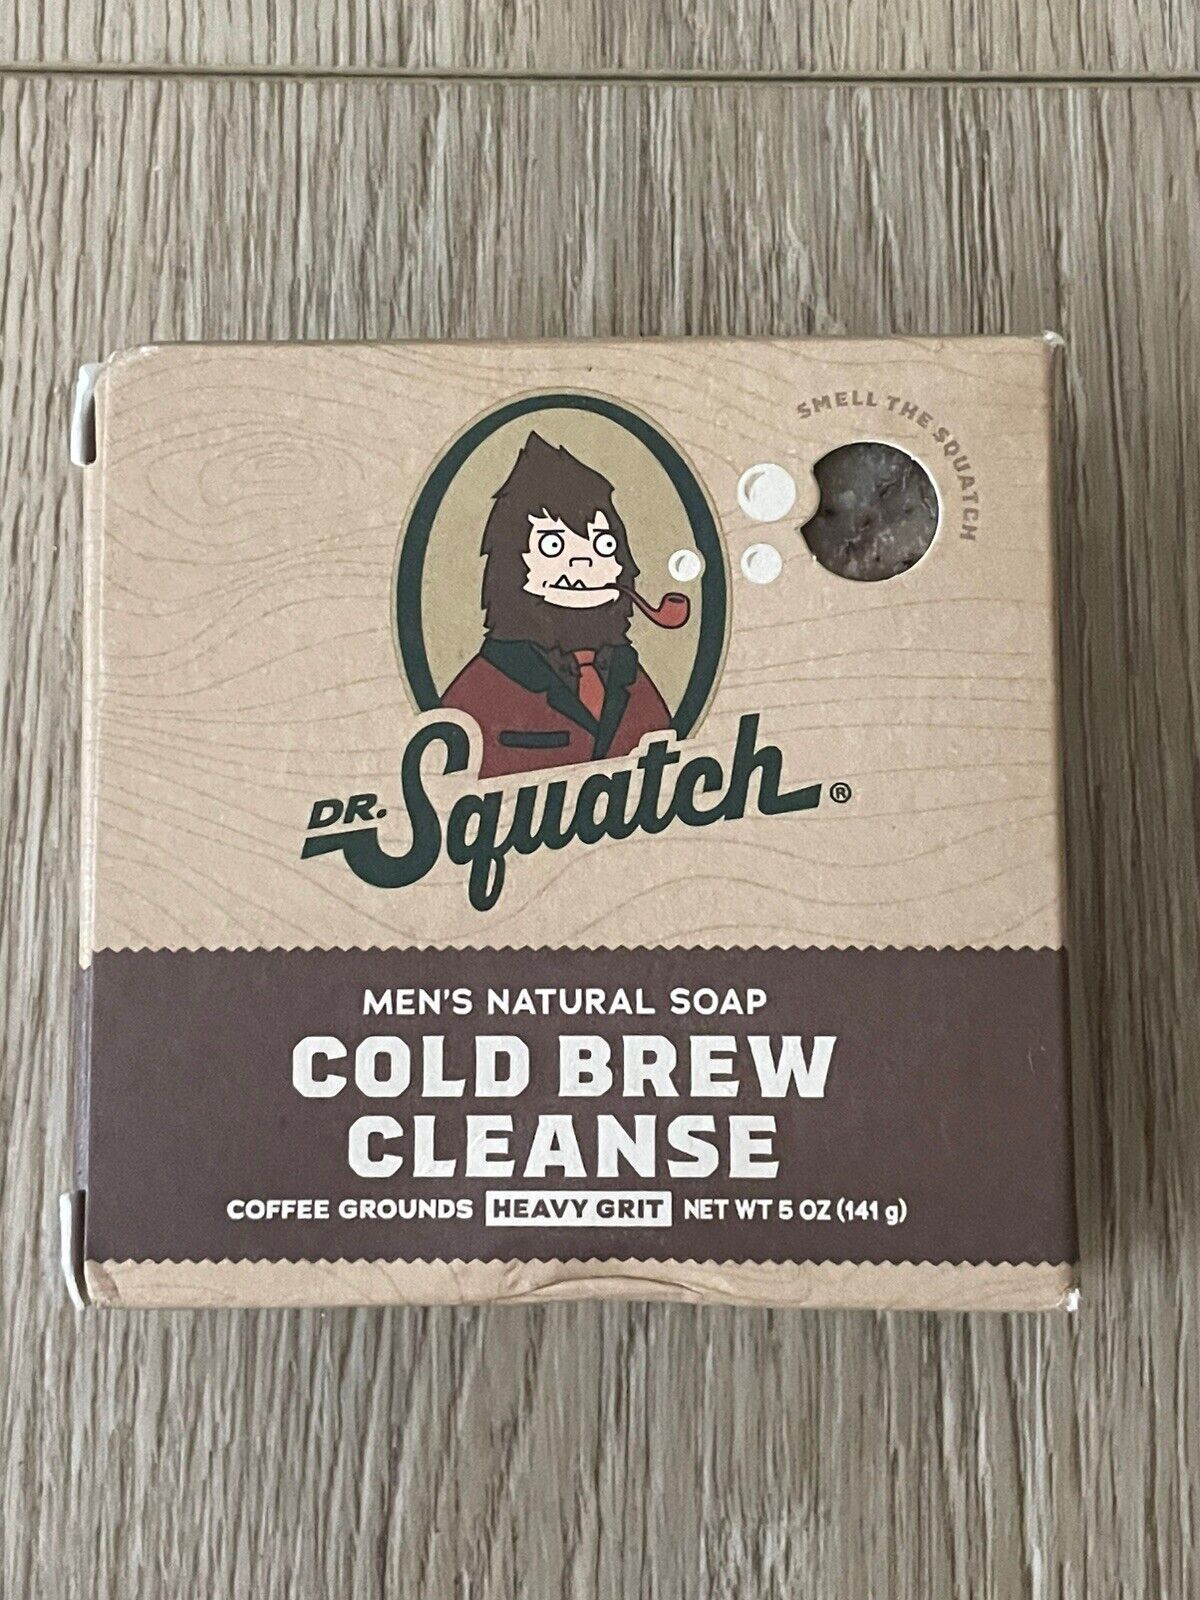 SMELL THE SQUATCH
DR. Squatch®
MEN'S NATURAL SOAP
COLD BREW
CLEANSE
COFFEE GROUNDS HEAVY GRIT NET WT 5 OZ (141 g)